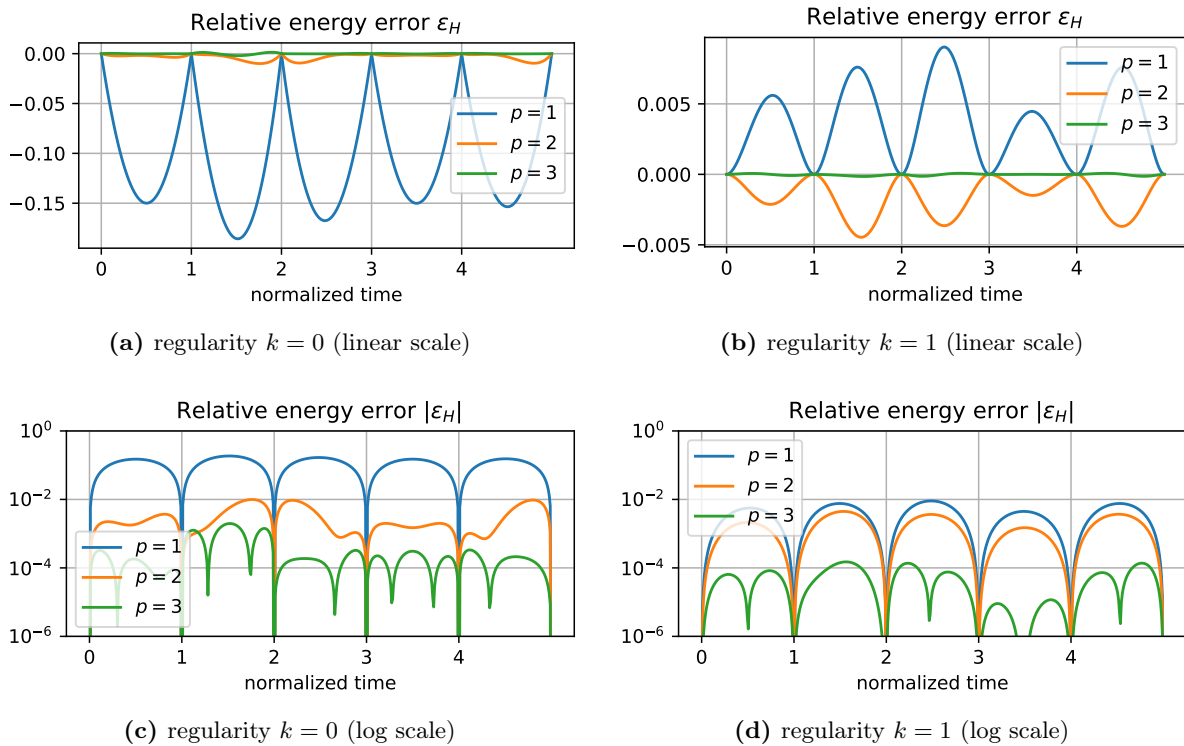 Relative energy error ε_H
0.00
−0.05
−0.10
−0.15
p = 1
p = 2
p = 3
0 1 2 3 4
normalized time
(a) regularity k = 0 (linear scale)
Relative energy error ε_H
0.005
0.000
−0.005
p = 1
p = 2
p = 3
0 1 2 3 4
normalized time
(b) regularity k = 1 (linear scale)
Relative energy error |ε_H|
10^0
10^−2
10^−4
10^−6
p = 1
p = 2
p = 3
0 1 2 3 4
normalized time
(c) regularity k = 0 (log scale)
Relative energy error |ε_H|
10^0
10^−2
10^−4
10^−6
p = 1
p = 2
p = 3
0 1 2 3 4
normalized time
(d) regularity k = 1 (log scale)